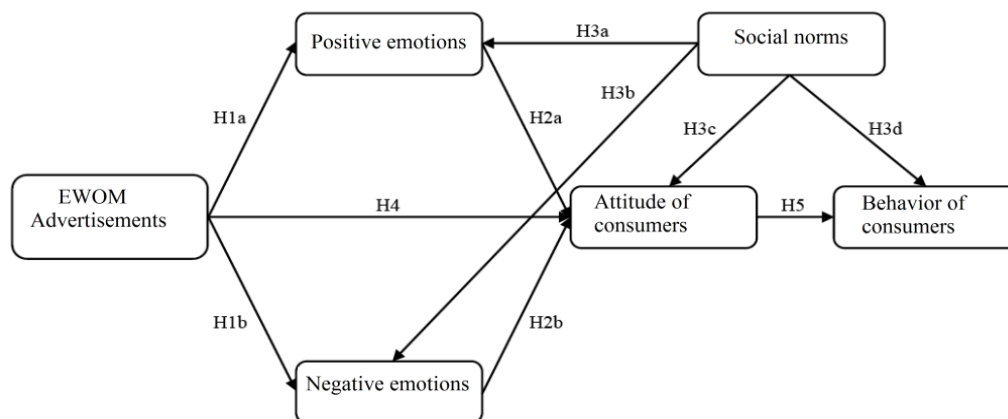 Positive emotions
H3a
Social norms
H3b
H1a
H2a
H3c
H3d
EWOM
Advertisements
H4
Attitude of
consumers
H5
Behavior of
consumers
H1b
H2b
Negative emotions